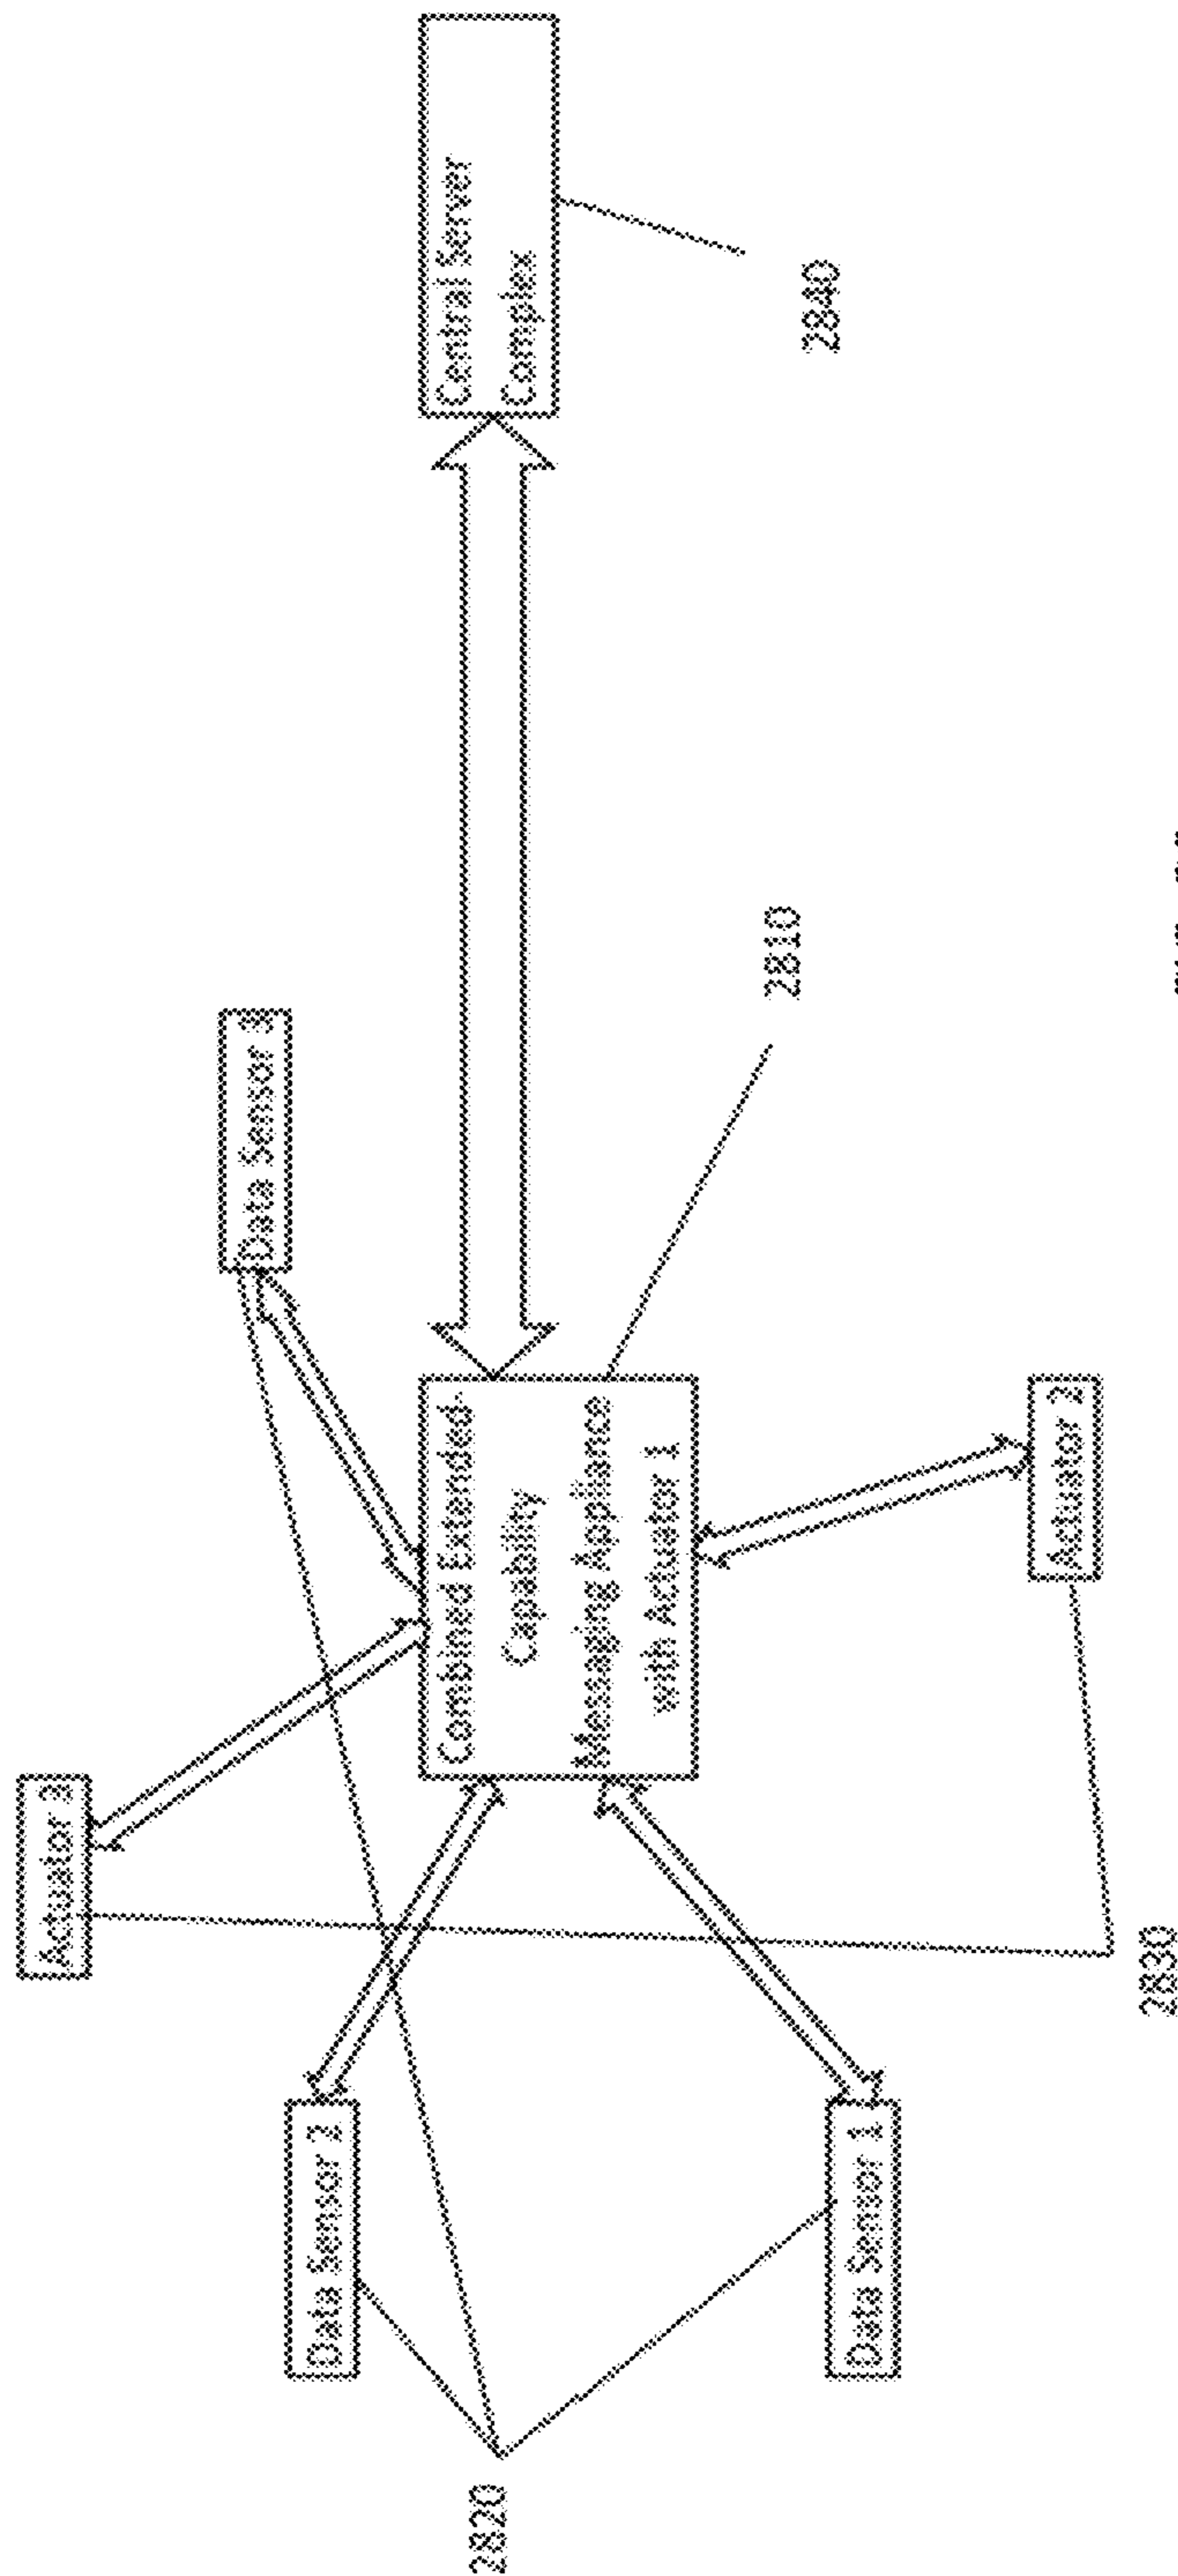 Actuator 3
Data Sensor 3
Data Sensor 2
Combined Extended-
Capability
Messaging Appliance
with Actuator 1
Central Server
Complex
2820
2810
2840
Data Sensor 1
Actuator 2
2830